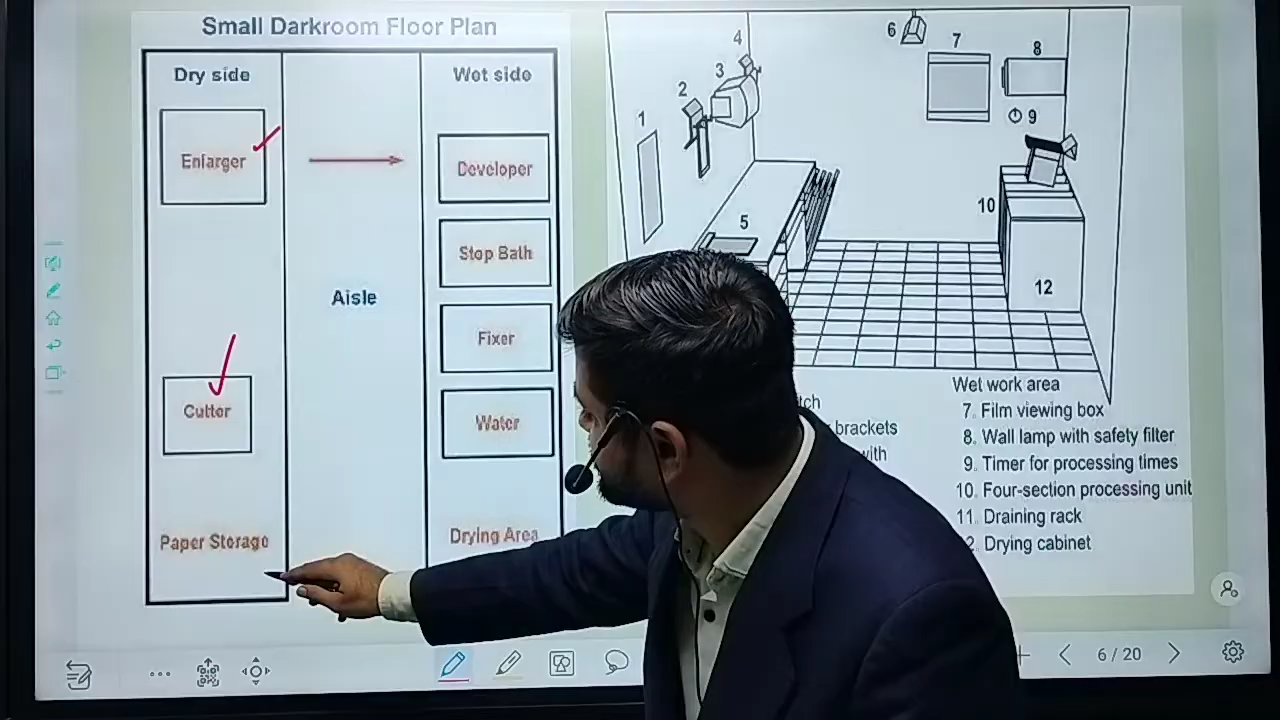 Small Darkroom Floor Plan
Dry side
Wet side
Enlarger
Developer
Stop Bath
Aisle
Fixer
Cutter
Water
Paper Storage
Drying Area
1
2
3
4
5
6
7
8
9
10
12
brackets
with
Wet work area
7. Film viewing box
8. Wall lamp with safety filter
9. Timer for processing times
10. Four-section processing unit
11. Draining rack
2. Drying cabinet
6 / 20